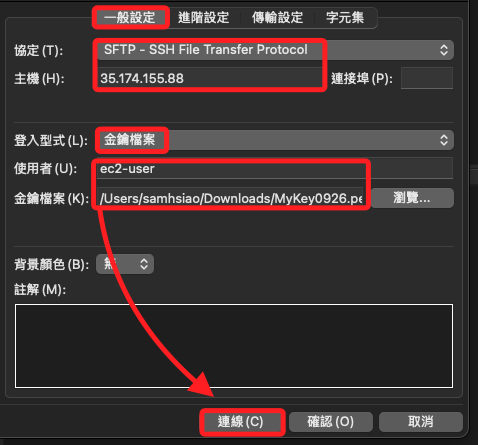 一般設定 進階設定 傳輸設定 字元集
協定 (T): SFTP - SSH File Transfer Protocol
主機 (H): 35.174.155.88 連接埠 (P):
登入型式 (L): 金鑰檔案
使用者 (U): ec2-user
金鑰檔案 (K): /Users/samhsiao/Downloads/MyKey0926.pe 瀏覽...
背景顏色 (B): 無
註解 (M):
連線 (C) 確認 (O) 取消